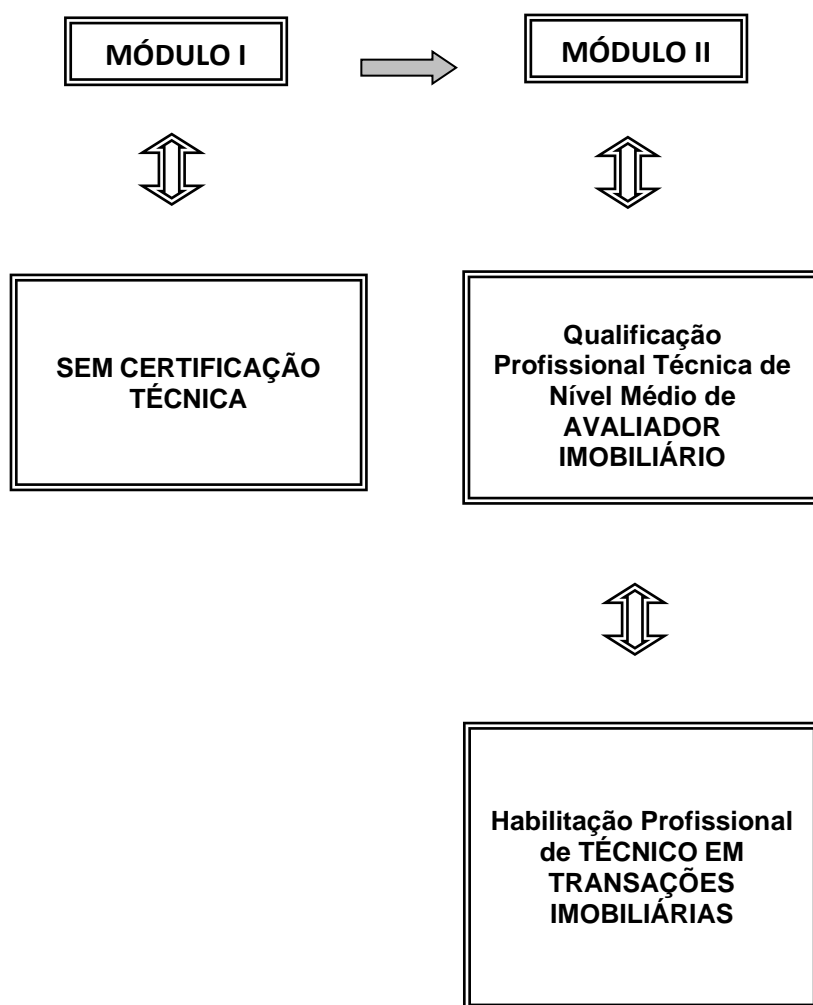 MÓDULO I
MÓDULO II
SEM CERTIFICAÇÃO
TÉCNICA
Qualificação
Profissional Técnica de
Nível Médio de
AVALIADOR
IMOBILIÁRIO
Habilitação Profissional
de TÉCNICO EM
TRANSAÇÕES
IMOBILIÁRIAS